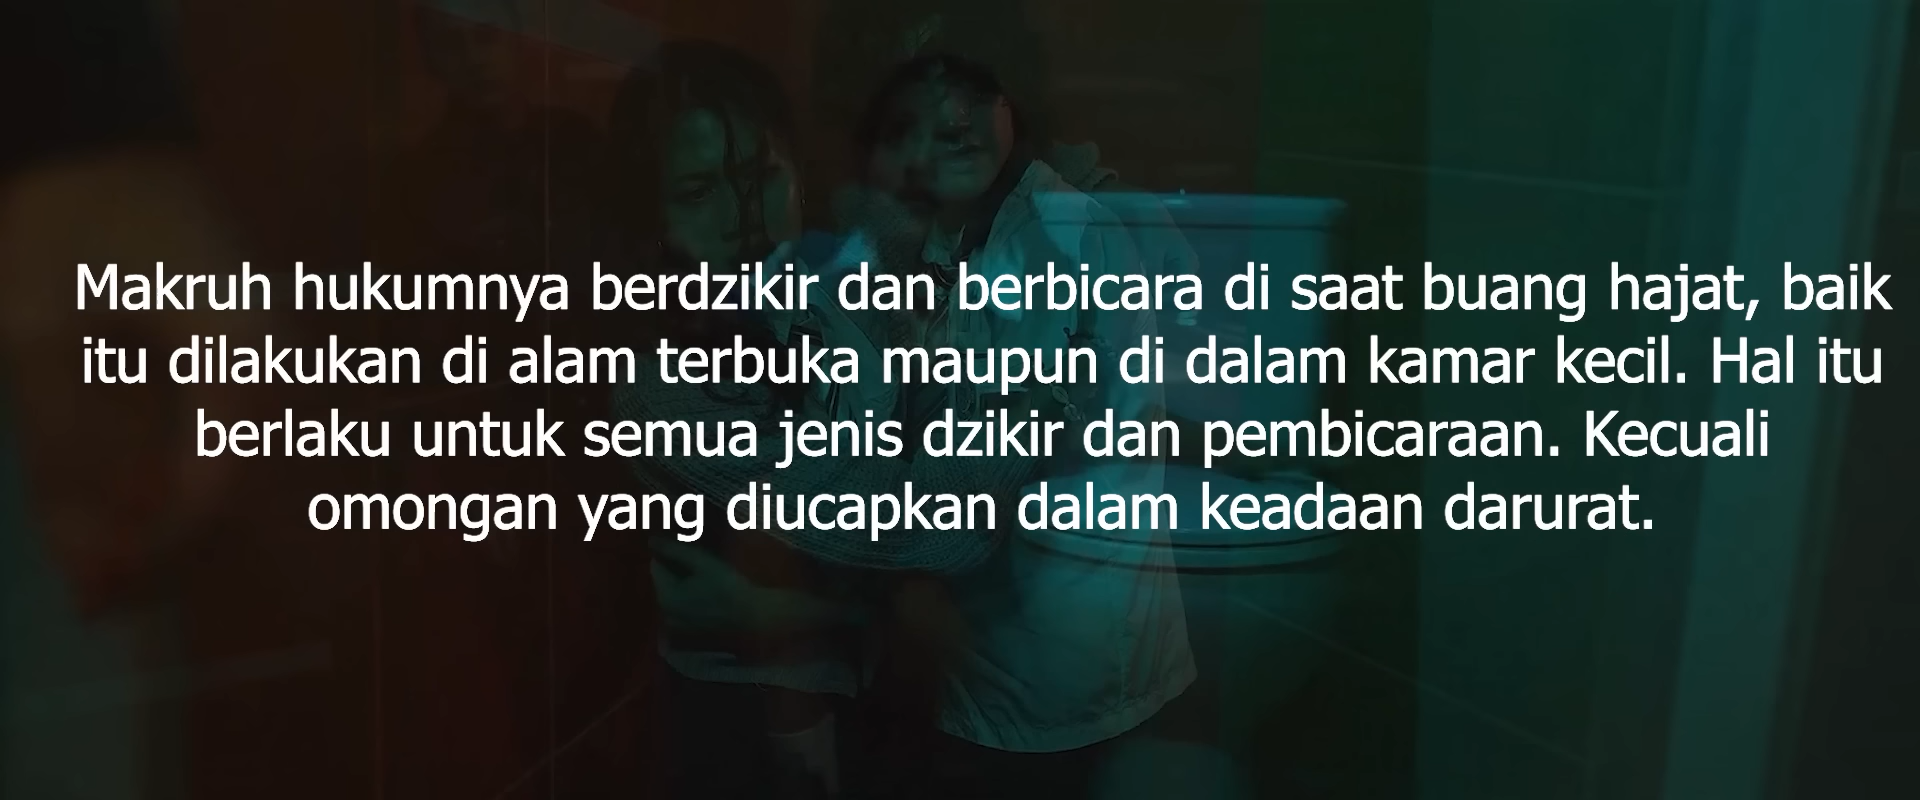 Makruh hukumnya berdzikir dan berbicara di saat buang hajat, baik
itu dilakukan di alam terbuka maupun di dalam kamar kecil. Hal itu
berlaku untuk semua jenis dzikir dan pembicaraan. Kecuali
omongan yang diucapkan dalam keadaan darurat.